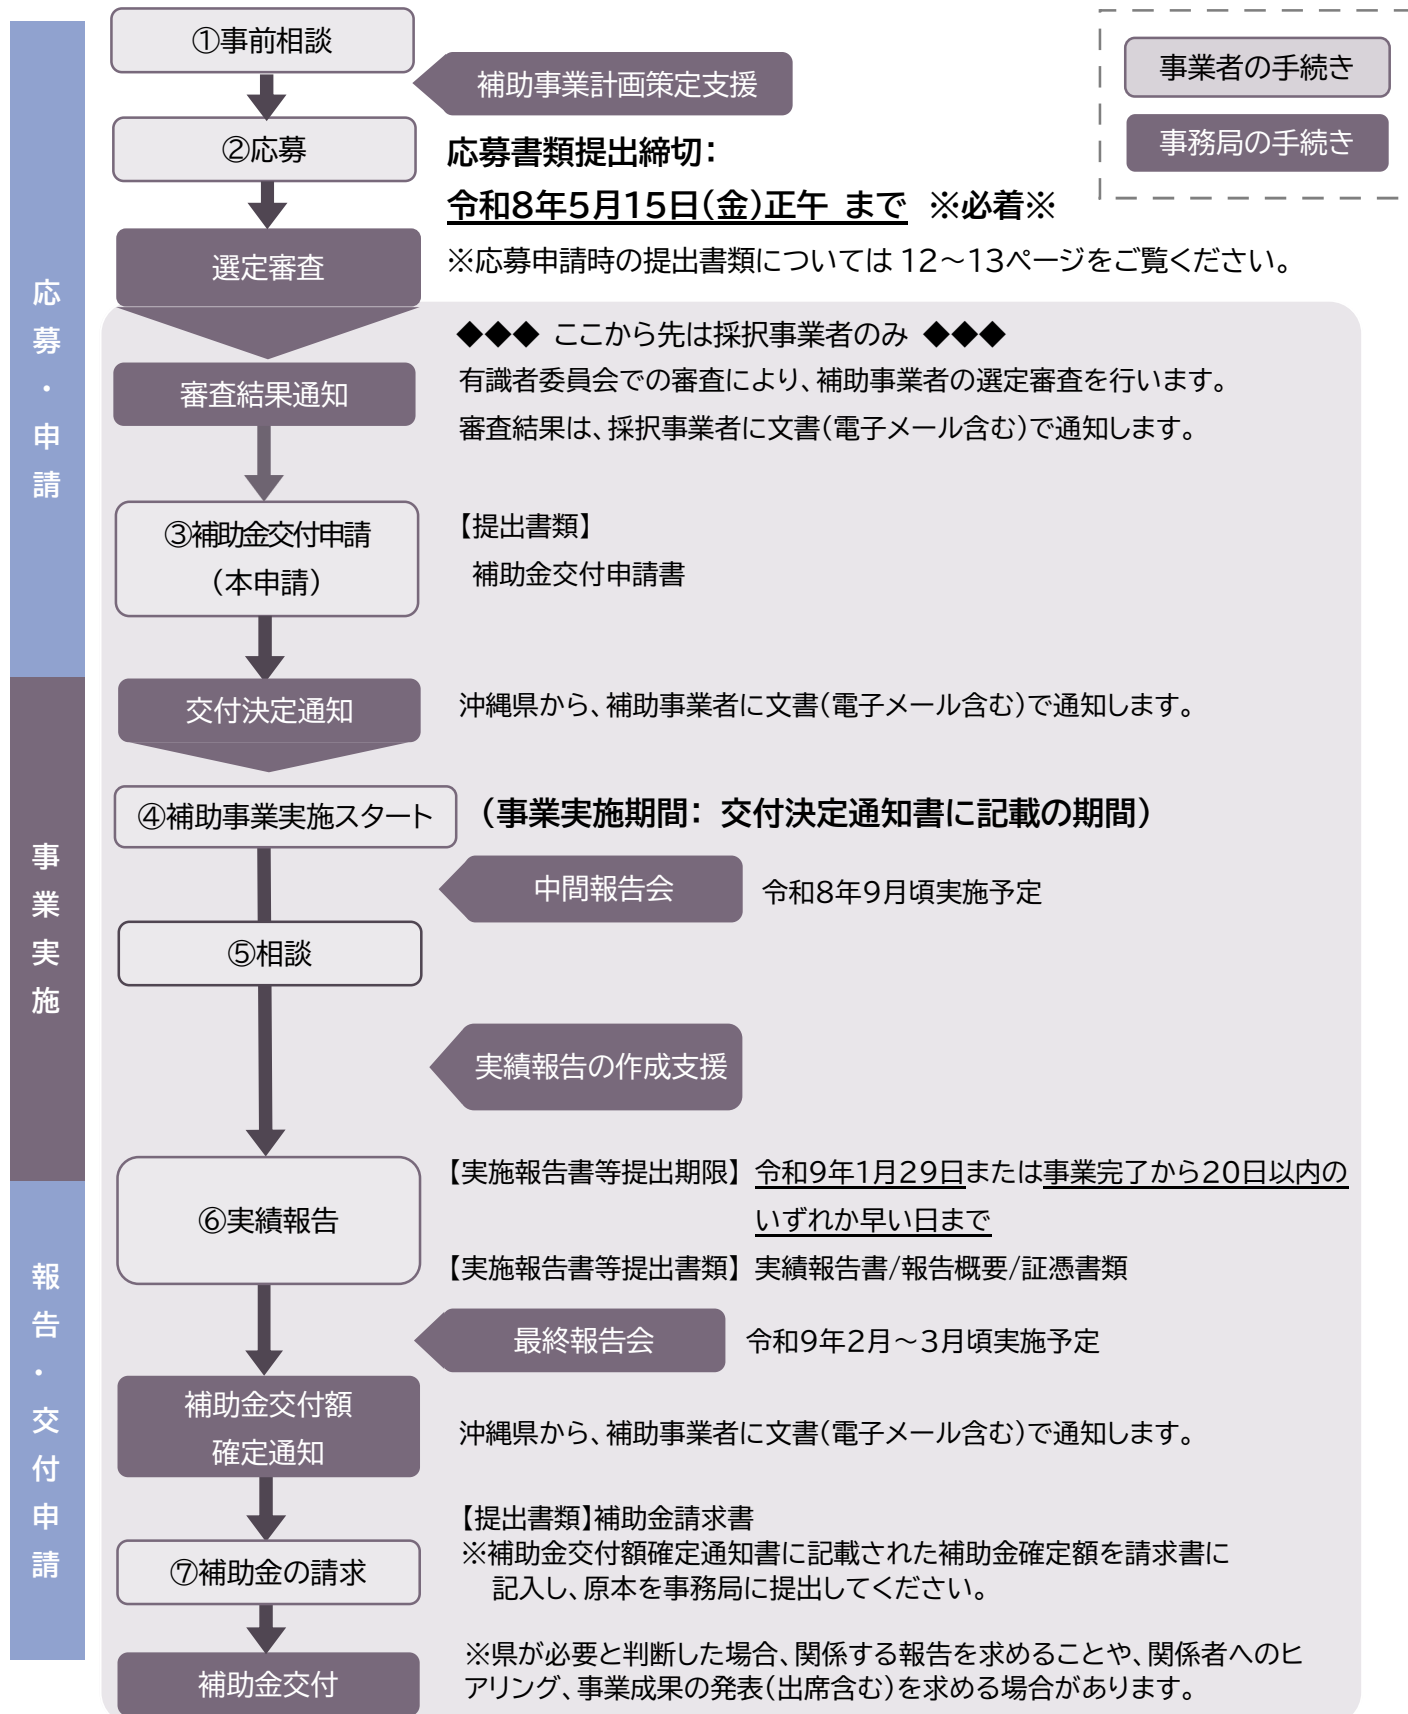 ①事前相談
事業者の手続き
補助事業計画策定支援
事務局の手続き
②応募
応募書類提出締切：
令和8年5月15日（金）正午 まで ※必着※
※応募申請時の提出書類については 12～13ページをご覧ください。
選定審査
応募・申請
◆◆◆ ここから先は採択事業者のみ ◆◆◆
有識者委員会での審査により、補助事業者の選定審査を行います。
審査結果通知
審査結果は、採択事業者に文書（電子メール含む）で通知します。
③補助金交付申請
（本申請）
【提出書類】
補助金交付申請書
交付決定通知
沖縄県から、補助事業者に文書（電子メール含む）で通知します。
事業実施
④補助事業実施スタート
（事業実施期間： 交付決定通知書に記載の期間）
中間報告会
令和8年9月頃実施予定
⑤相談
実績報告の作成支援
⑥実績報告
【実施報告書等提出期限】 令和9年1月29日または事業完了から20日以内の
いずれか早い日まで
【実施報告書等提出書類】 実績報告書/報告概要/証憑書類
報告・交付申請
最終報告会
令和9年2月～3月頃実施予定
補助金交付額
確定通知
沖縄県から、補助事業者に文書（電子メール含む）で通知します。
⑦補助金の請求
【提出書類】補助金請求書
※補助金交付額確定通知書に記載された補助金確定額を請求書に
記入し、原本を事務局に提出してください。
補助金交付
※県が必要と判断した場合、関係する報告を求めることや、関係者へのヒ
アリング、事業成果の発表（出席含む）を求める場合があります。